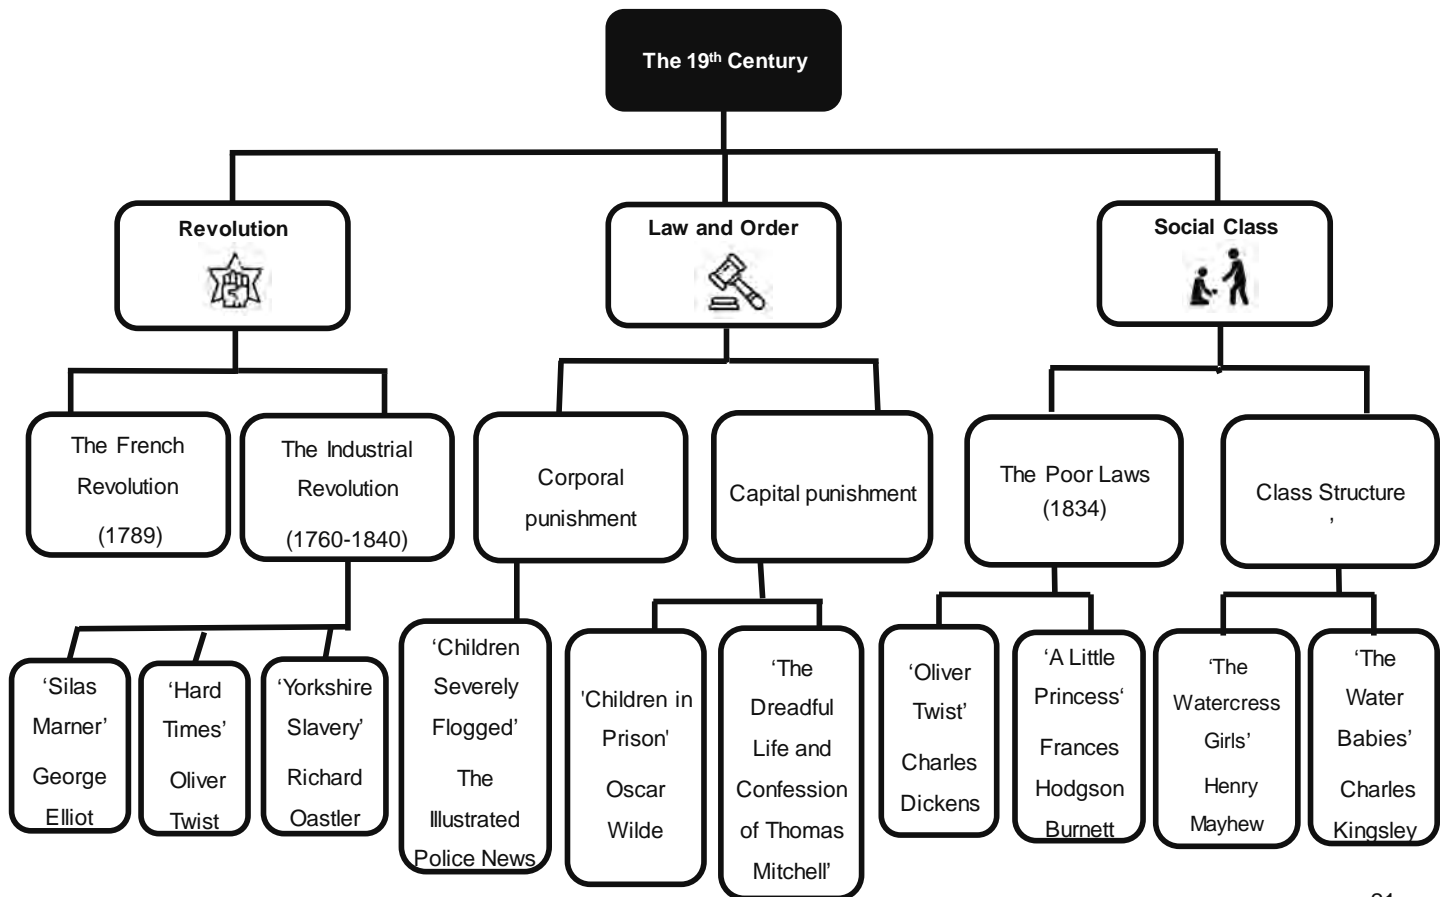 The 19th Century
Revolution
Law and Order
Social Class
The French
Revolution
(1789)
The Industrial
Revolution
(1760-1840)
Corporal
punishment
Capital punishment
The Poor Laws
(1834)
Class Structure
’
‘Silas
Marner’
George
Elliot
‘Hard
Times’
Oliver
Twist
‘Yorkshire
Slavery’
Richard
Oastler
‘Children
Severely
Flogged’
The
Illustrated
Police News
'Children in
Prison'
Oscar
Wilde
‘The
Dreadful
Life and
Confession
of Thomas
Mitchell’
‘Oliver
Twist’
Charles
Dickens
‘A Little
Princess‘
Frances
Hodgson
Burnett
‘The
Watercress
Girls’
Henry
Mayhew
‘The
Water
Babies’
Charles
Kingsley